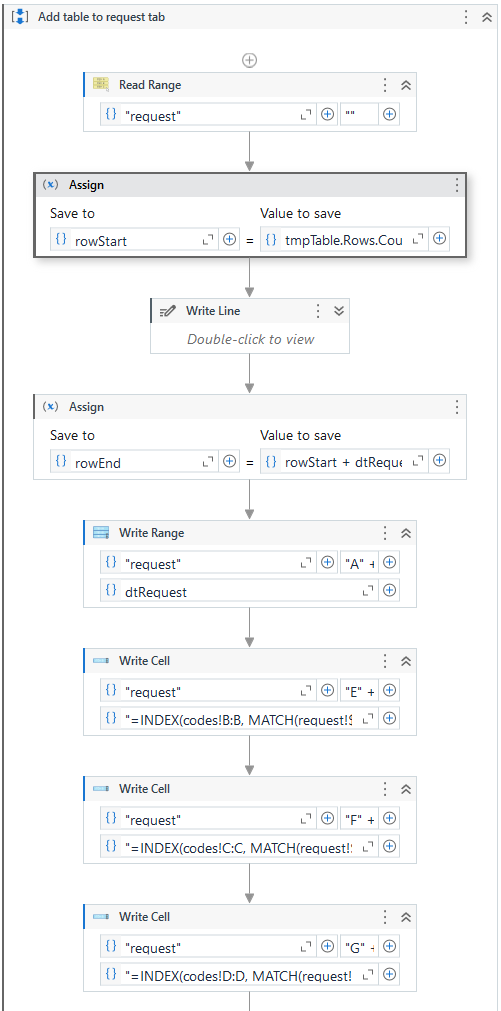 Add table to request tab
Read Range
"request" ""
Assign
Save to Value to save
rowStart = tmpTable.Rows.Cou
Write Line
Double-click to view
Assign
Save to Value to save
rowEnd = rowStart + dtReque
Write Range
"request" "A" +
dtRequest
Write Cell
"request" "E" +
"=INDEX(codes!B:B, MATCH(request!$
Write Cell
"request" "F" +
"=INDEX(codes!C:C, MATCH(request!$
Write Cell
"request" "G" +
"=INDEX(codes!D:D, MATCH(request!